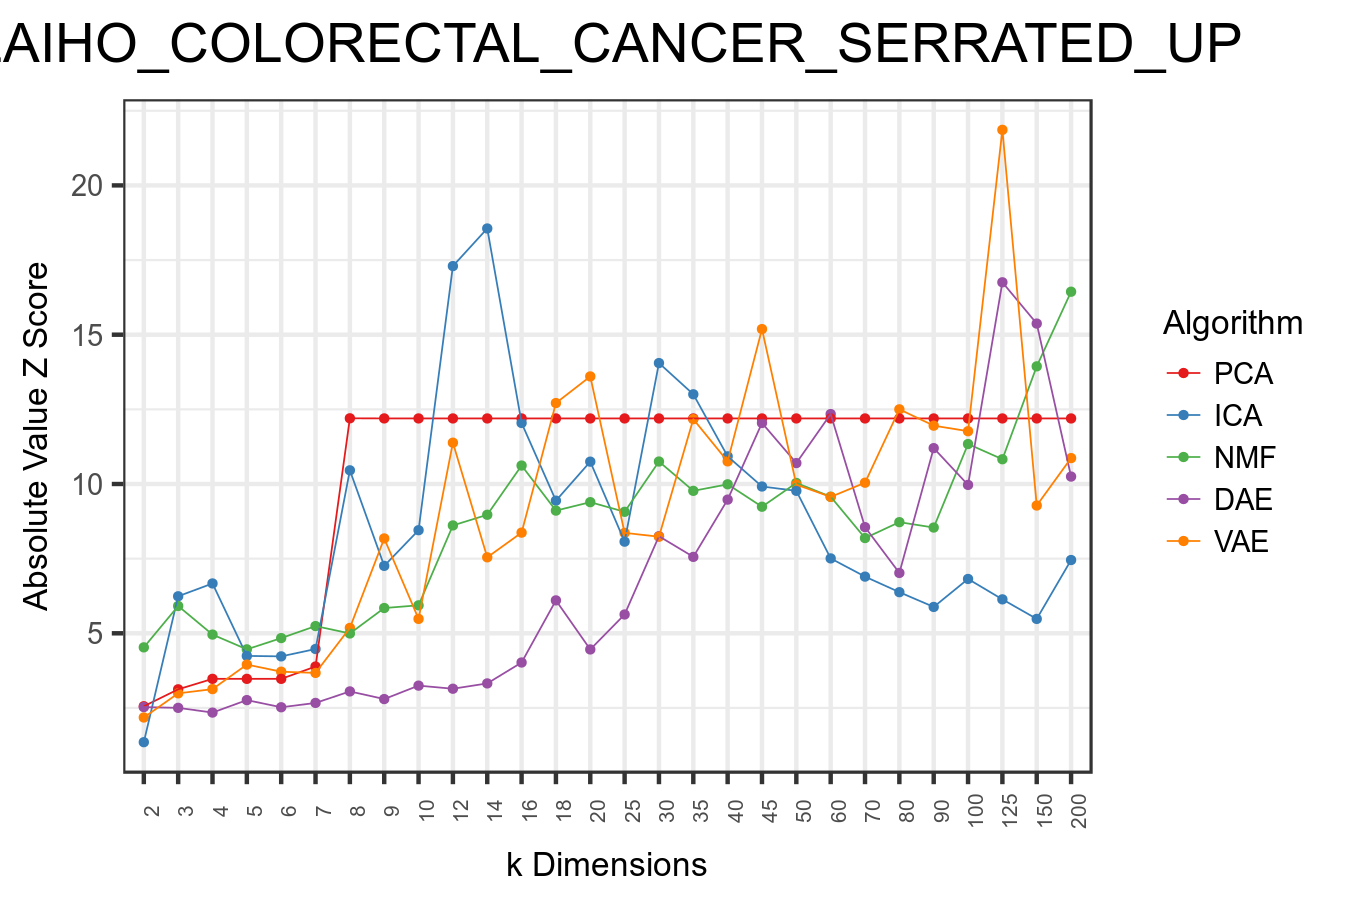 AIHO_COLORECTAL_CANCER_SERRATED_UP
20
15
10
5
Absolute Value Z Score
2 3 4 5 6 7 8 9 10 12 14 16 18 20 25 30 35 40 45 50 60 70 80 90 100 125 150 200
k Dimensions
Algorithm
PCA
ICA
NMF
DAE
VAE